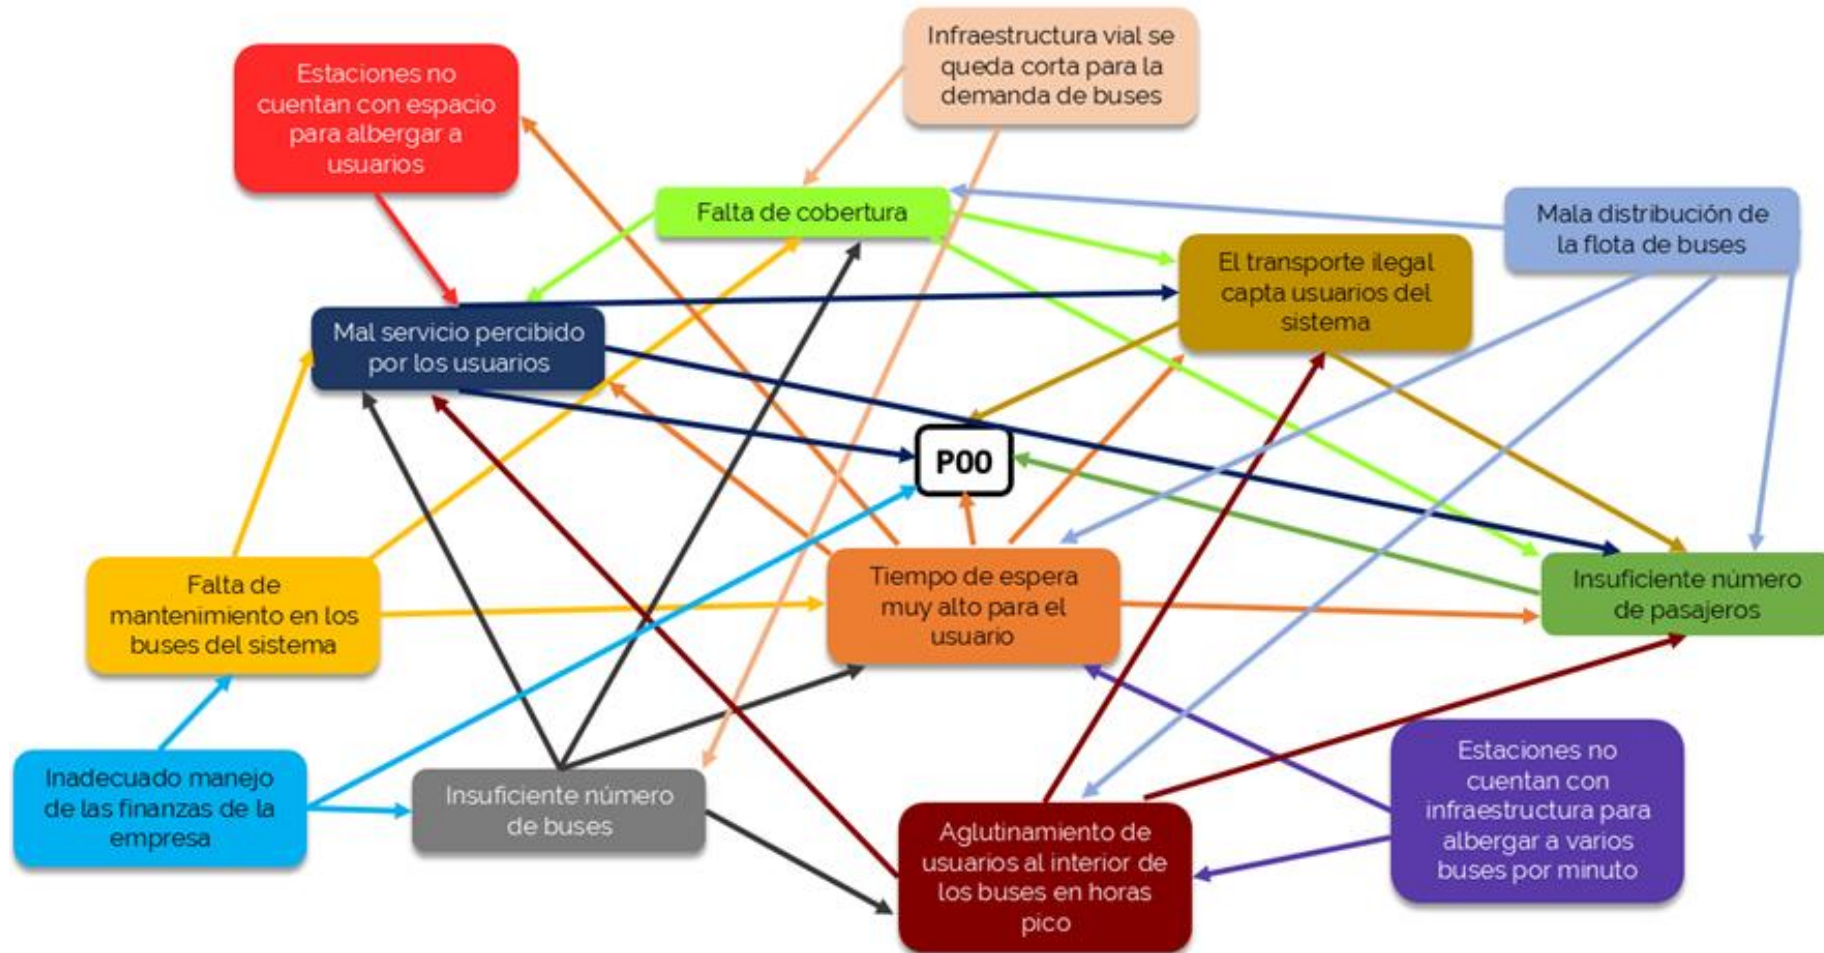 Estaciones no
cuentan con espacio
para albergar a
usuarios
Infraestructura vial se
queda corta para la
demanda de buses
Falta de cobertura
Mala distribución de
la flota de buses
El transporte ilegal
capta usuarios del
sistema
Mal servicio percibido
por los usuarios
P00
Falta de
mantenimiento en los
buses del sistema
Tiempo de espera
muy alto para el
usuario
Insuficiente número
de pasajeros
Inadecuado manejo
de las finanzas de la
empresa
Insuficiente número
de buses
Aglutinamiento de
usuarios al interior de
los buses en horas
pico
Estaciones no
cuentan con
infraestructura para
albergar a varios
buses por minuto